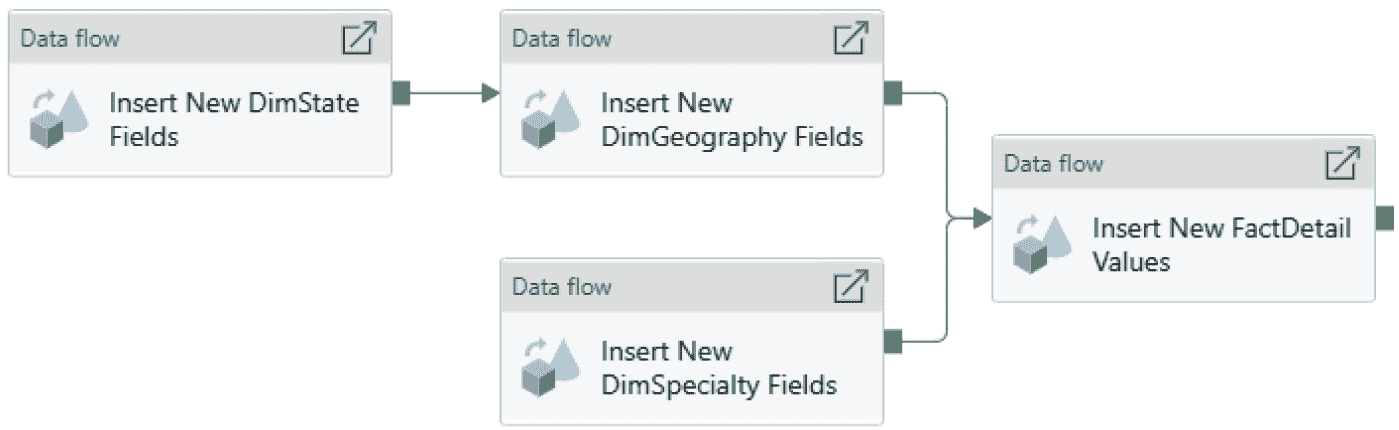 Data flow
Insert New DimState
Fields
Data flow
Insert New
DimGeography Fields
Data flow
Insert New FactDetail
Values
Data flow
Insert New
DimSpecialty Fields